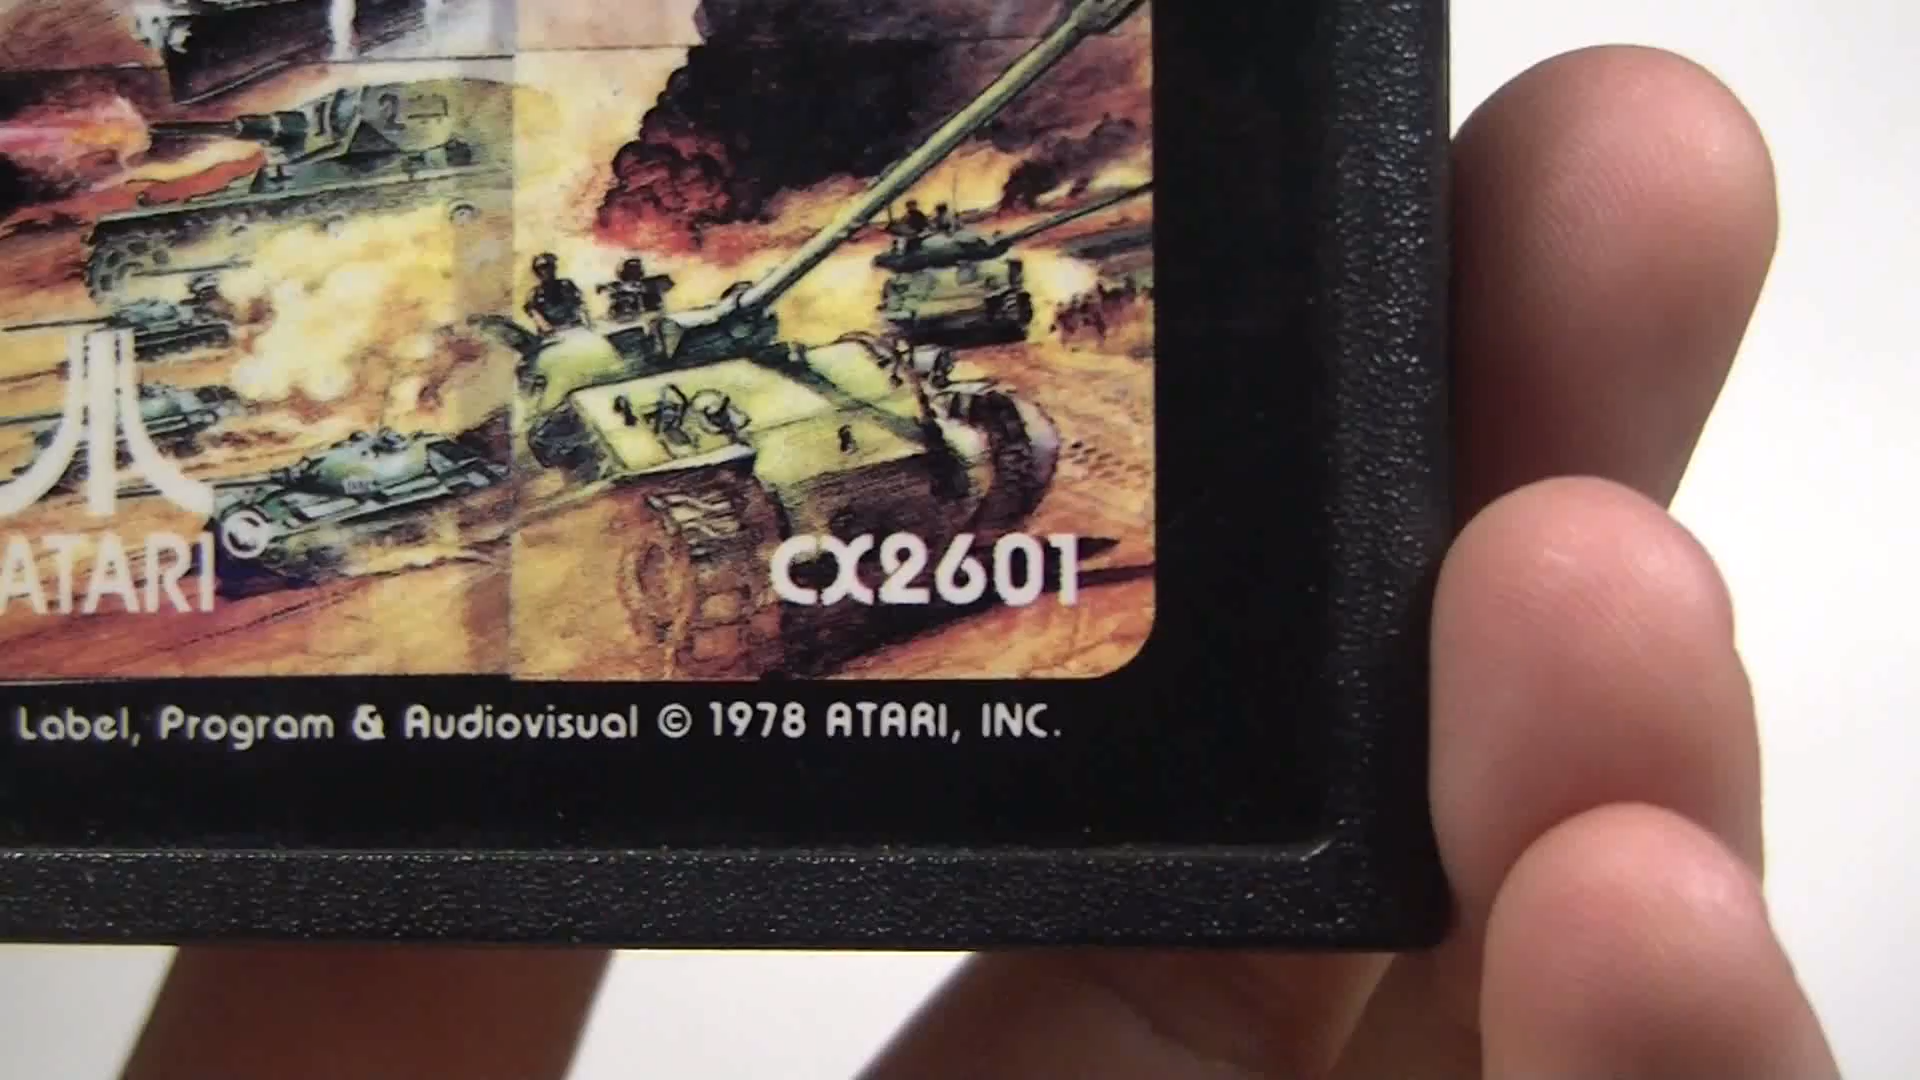 ATARI®
CX2601
Label, Program & Audiovisual © 1978 ATARI, INC.